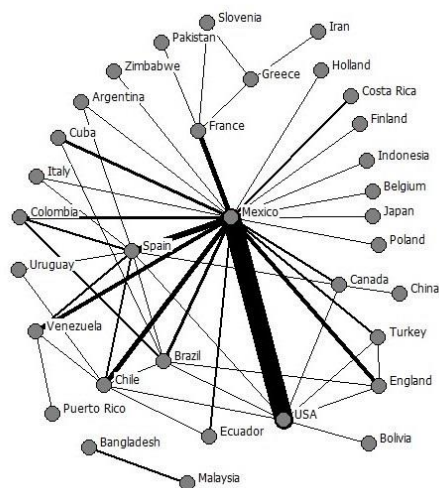 Slovenia
Pakistan
Iran
Zimbabwe
Greece
Holland
Argentina
Costa Rica
France
Cuba
Finland
Italy
Indonesia
Belgium
Colombia
Mexico
Japan
Spain
Poland
Uruguay
Canada
China
Venezuela
Turkey
Brazil
Chile
England
Puerto Rico
USA
Ecuador
Bolivia
Bangladesh
Malaysia